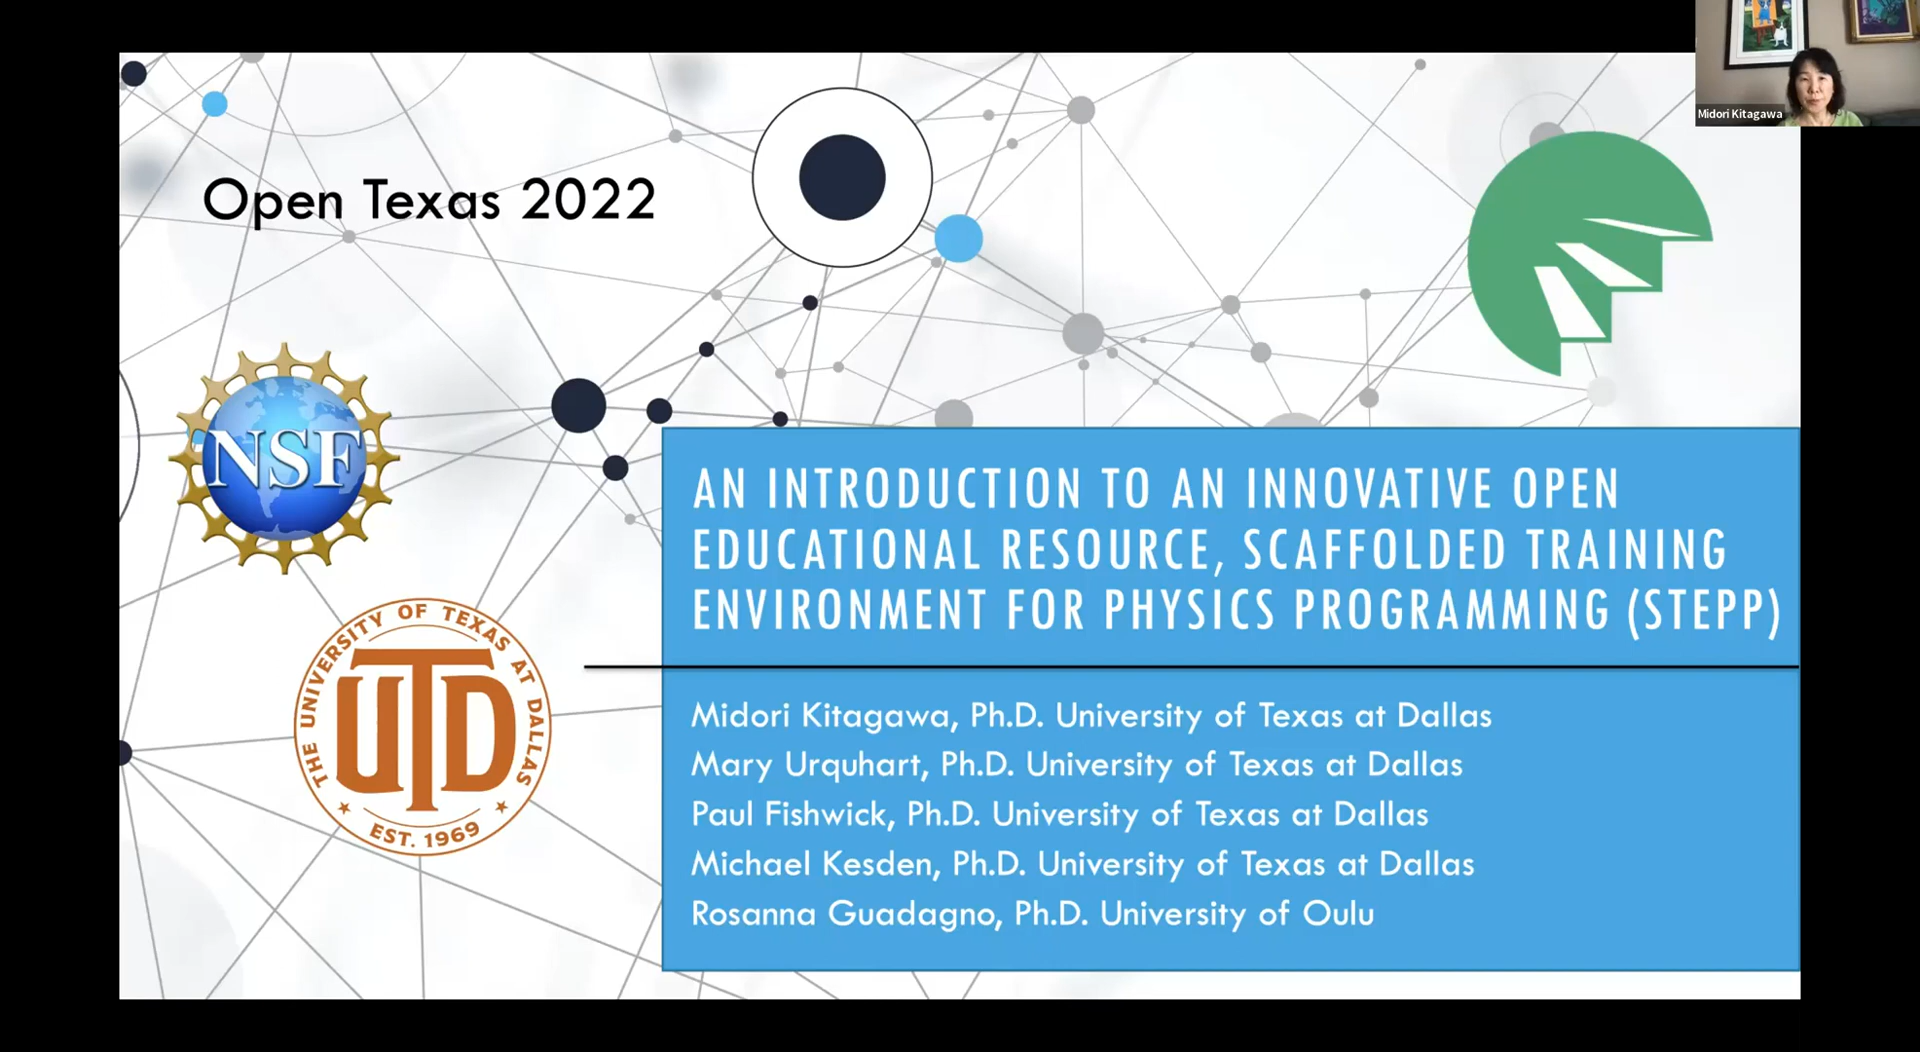 Midori Kitagawa
Open Texas 2022
NSF
AN INTRODUCTION TO AN INNOVATIVE OPEN
EDUCATIONAL RESOURCE, SCAFFOLDED TRAINING
ENVIRONMENT FOR PHYSICS PROGRAMMING (STEPP)
THE UNIVERSITY OF TEXAS AT DALLAS
UTD
EST. 1969
Midori Kitagawa, Ph.D. University of Texas at Dallas
Mary Urquhart, Ph.D. University of Texas at Dallas
Paul Fishwick, Ph.D. University of Texas at Dallas
Michael Kesden, Ph.D. University of Texas at Dallas
Rosanna Guadagno, Ph.D. University of Oulu